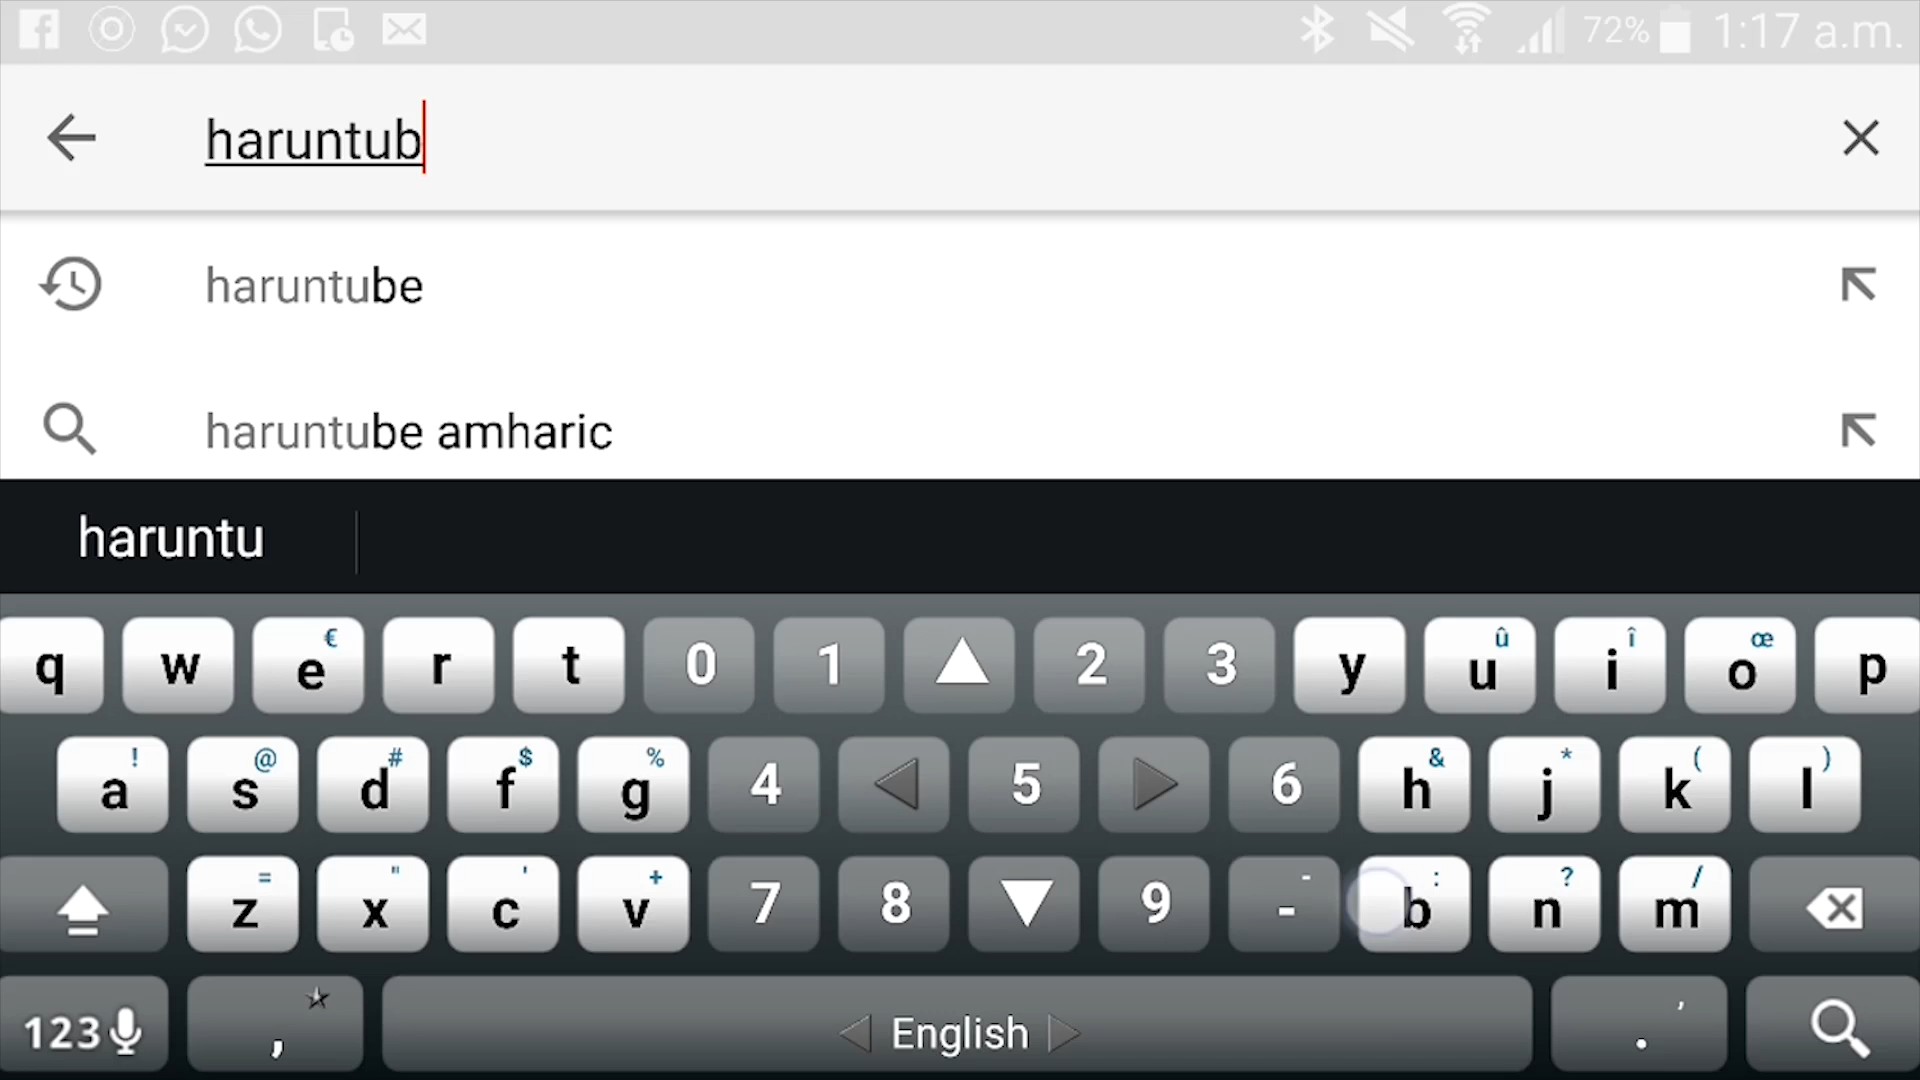 72% 1:17 a.m.
haruntub
haruntube
haruntube amharic
haruntu
q w e € r t 0 1 2 3 y u û i î o œ p
a ! s @ d # f $ g % 4 5 6 h & j * k ( l )
z = x " c ' v + 7 8 9 - - b : n ? m /
123 , English . ,